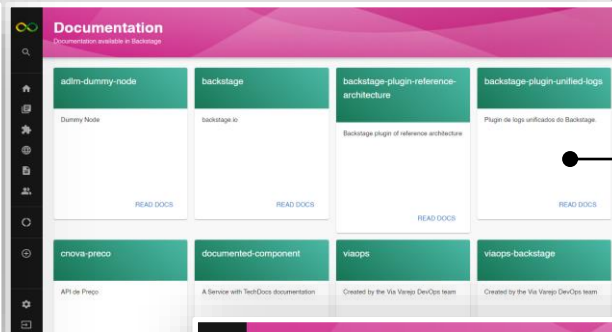 Documentation
Documentation available in Backstage
adlm-dummy-node
Dummy Node
READ DOCS
backstage
backstage.io
READ DOCS
backstage-plugin-reference-
architecture
Backstage plugin of reference architecture
READ DOCS
backstage-plugin-unified-logs
Plugin de logs unificados do Backstage.
READ DOCS
cnova-preco
API de Preço
documented-component
A Service with TechDocs documentation
viaops
Created by the Via Varejo DevOps team
viaops-backstage
Created by the Via Varejo DevOps team